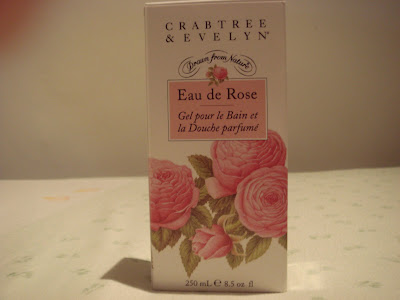 CRABTREE
& EVELYN®
Drawn from Nature
Eau de Rose
Gel pour le Bain et
la Douche parfumé
250 mL ℮ 8.5 oz fl